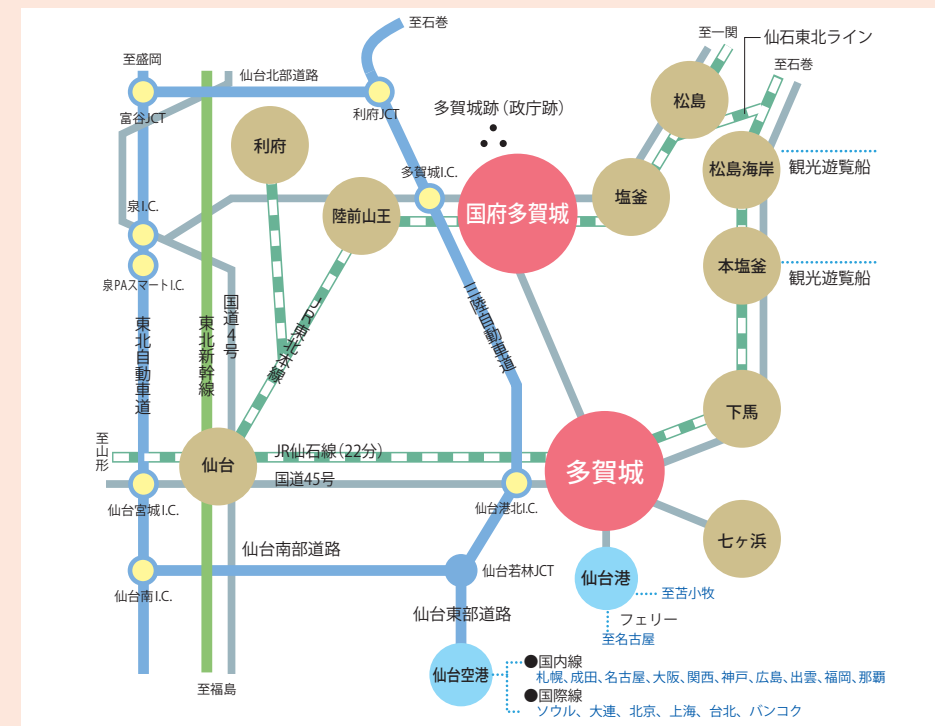 至石巻
至一関
仙石東北ライン
至盛岡
至石巻
仙台北部道路
松島
富谷JCT
利府JCT
多賀城跡（政庁跡）
利府
松島海岸
観光遊覧船
多賀城I.C.
塩釜
泉I.C.
陸前山王
国府多賀城
本塩釜
観光遊覧船
泉PAスマートI.C.
東北自動車道
東北新幹線
国道4号
JR東北本線
三陸自動車道
下馬
至山形
仙台
JR仙石線（22分）
国道45号
多賀城
仙台宮城I.C.
仙台港北I.C.
七ヶ浜
仙台南部道路
仙台若林JCT
仙台港
至苫小牧
仙台南I.C.
仙台東部道路
フェリー
至名古屋
仙台空港
●国内線
札幌、成田、名古屋、大阪、関西、神戸、広島、出雲、福岡、那覇
至福島
●国際線
ソウル、大連、北京、上海、台北、バンコク